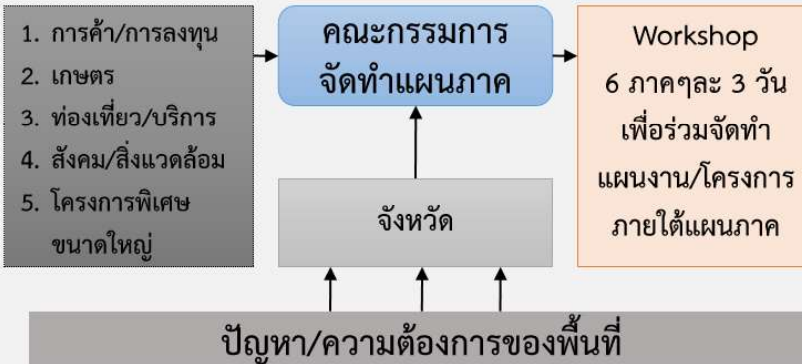 1. การค้า/การลงทุน
2. เกษตร
3. ท่องเที่ยว/บริการ
4. สังคม/สิ่งแวดล้อม
5. โครงการพิเศษ
ขนาดใหญ่
คณะกรรมการ
จัดทำแผนภาค
Workshop
6 ภาคๆละ 3 วัน
เพื่อร่วมจัดทำ
แผนงาน/โครงการ
ภายใต้แผนภาค
จังหวัด
ปัญหา/ความต้องการของพื้นที่